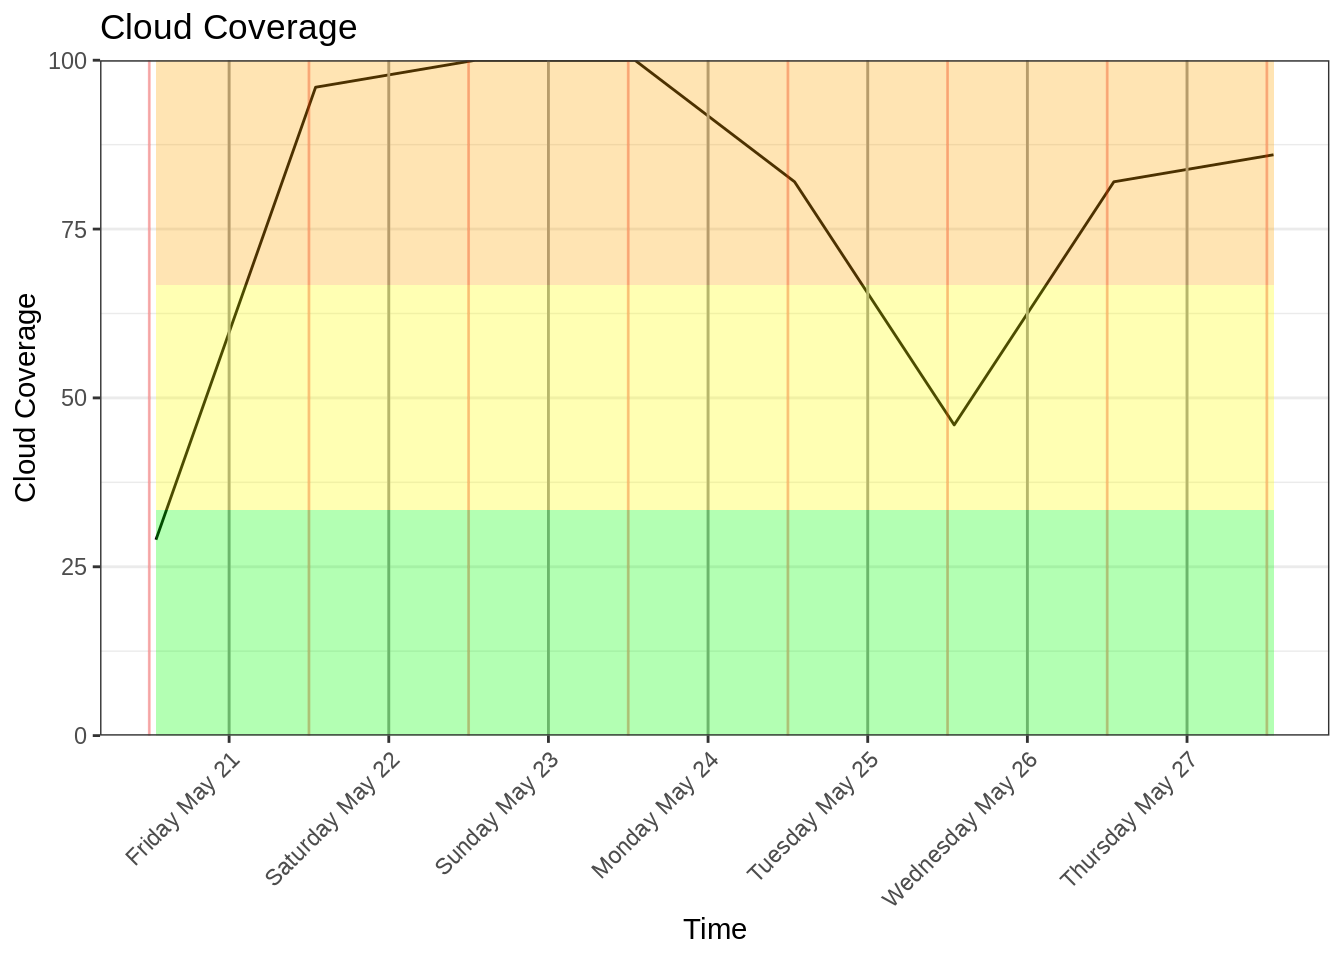 Cloud Coverage
Cloud Coverage
100
75
50
25
0
Friday May 21
Saturday May 22
Sunday May 23
Monday May 24
Tuesday May 25
Wednesday May 26
Thursday May 27
Time